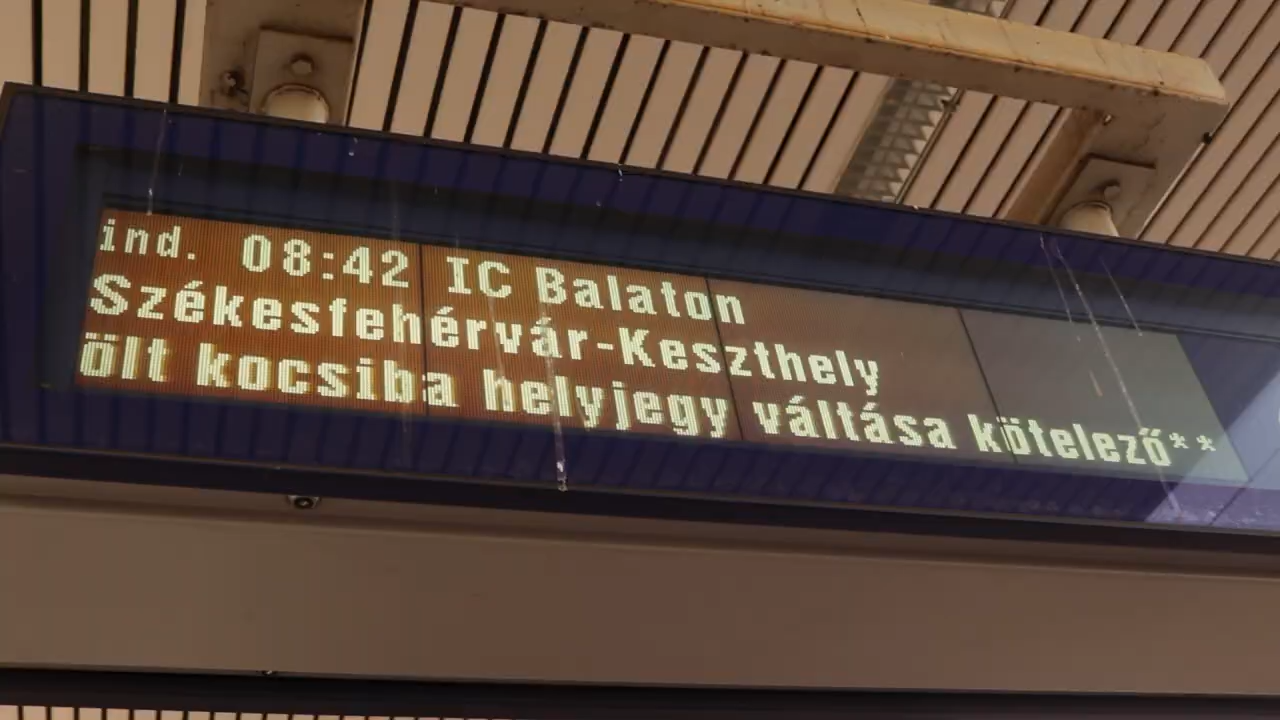 ind. 08:42 IC Balaton
Székesfehérvár-Keszthely
ölt kocsiba helyjegy váltása kötelező**